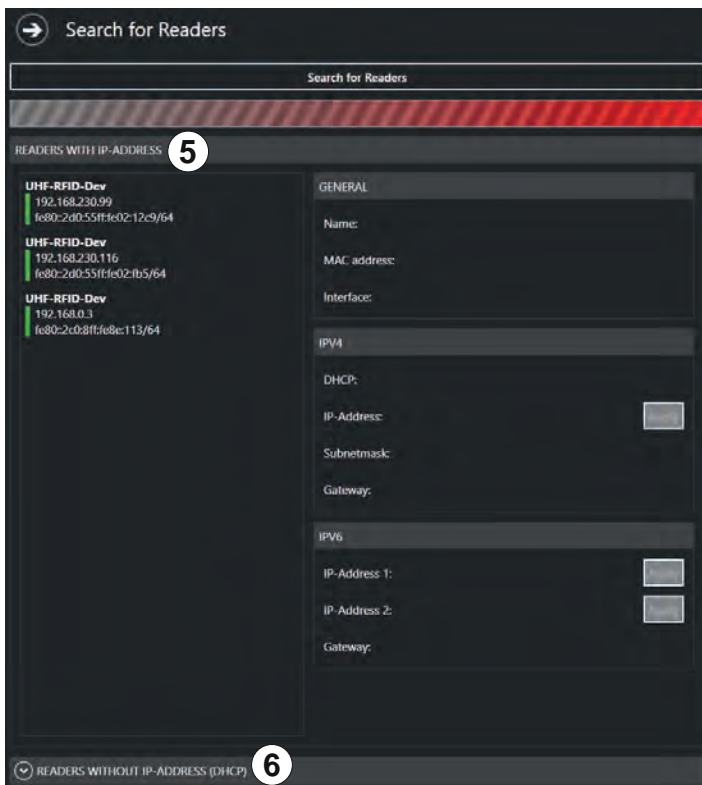 Search for Readers
Search for Readers
READERS WITH IP-ADDRESS 5
UHF-RFID-Dev
192.168.230.99
fe80::2d0:55ff:fe02:12c9/64
UHF-RFID-Dev
192.168.230.116
fe80::2d0:55ff:fe02:fb5/64
UHF-RFID-Dev
192.168.0.3
fe80::2c0:8ff:fe8e:113/64
GENERAL
Name:
MAC address:
Interface:
IPV4
DHCP:
IP-Address:
Subnetmask:
Gateway:
IPV6
IP-Address 1:
IP-Address 2:
Gateway:
READERS WITHOUT IP-ADDRESS (DHCP) 6